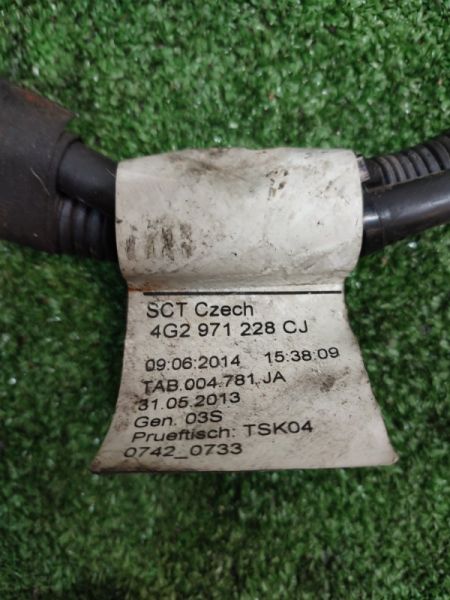 SCT Czech
4G2 971 228 CJ
09:06:2014 15:38:09
TAB.004.781.JA
31.05.2013
Gen. 03S
Prueftisch: TSK04
0742_0733